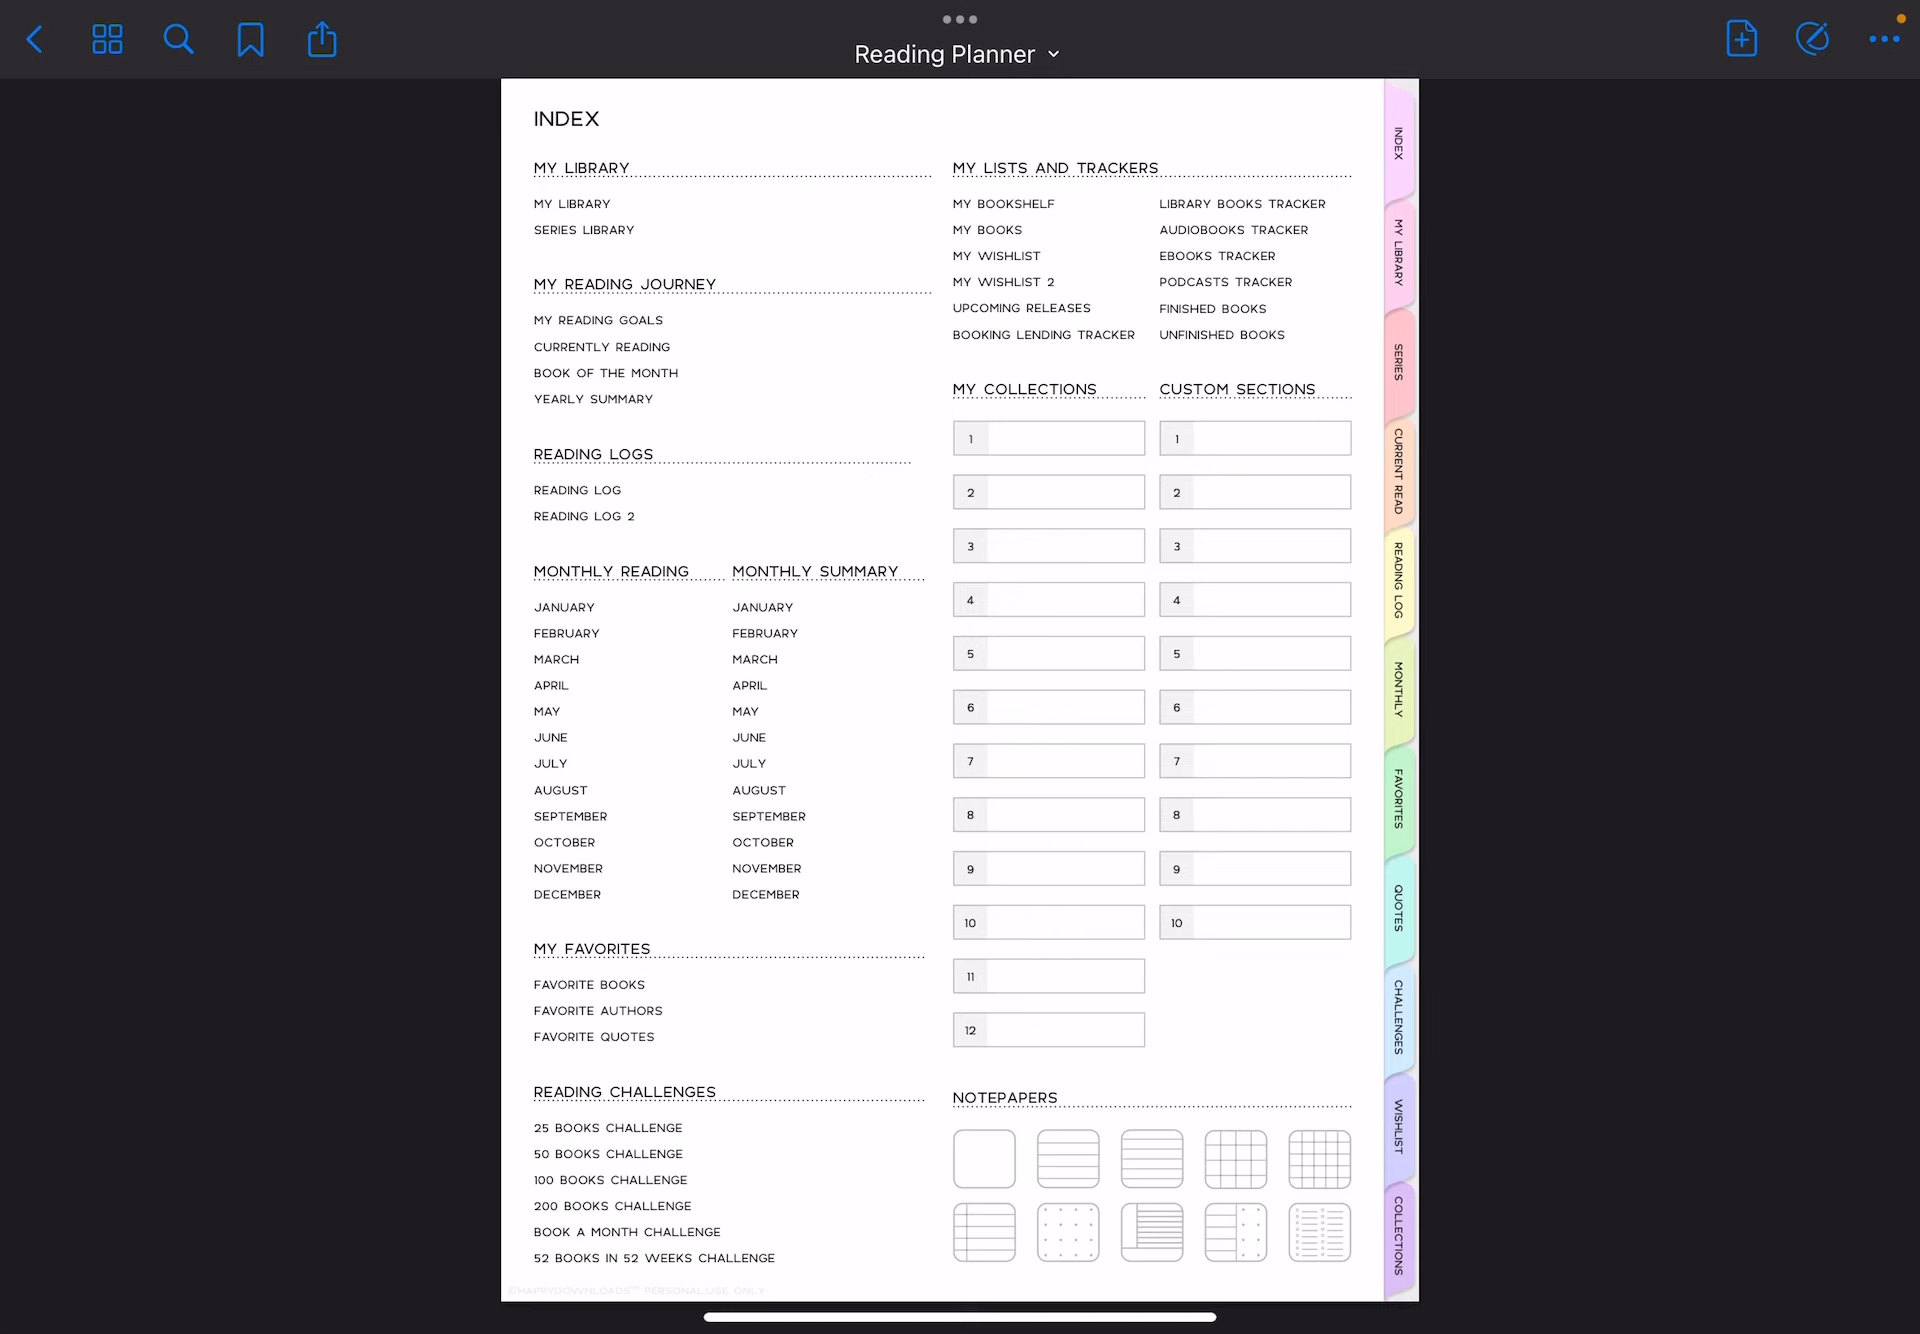 Reading Planner
INDEX
MY LIBRARY
MY LIBRARY
SERIES LIBRARY
MY READING JOURNEY
MY READING GOALS
CURRENTLY READING
BOOK OF THE MONTH
YEARLY SUMMARY
READING LOGS
READING LOG
READING LOG 2
MONTHLY READING
JANUARY
FEBRUARY
MARCH
APRIL
MAY
JUNE
JULY
AUGUST
SEPTEMBER
OCTOBER
NOVEMBER
DECEMBER
MONTHLY SUMMARY
JANUARY
FEBRUARY
MARCH
APRIL
MAY
JUNE
JULY
AUGUST
SEPTEMBER
OCTOBER
NOVEMBER
DECEMBER
MY FAVORITES
FAVORITE BOOKS
FAVORITE AUTHORS
FAVORITE QUOTES
READING CHALLENGES
25 BOOKS CHALLENGE
50 BOOKS CHALLENGE
100 BOOKS CHALLENGE
200 BOOKS CHALLENGE
BOOK A MONTH CHALLENGE
52 BOOKS IN 52 WEEKS CHALLENGE
©HAPPYDOWNLOADS™ PERSONAL USE ONLY
MY LISTS AND TRACKERS
MY BOOKSHELF
MY BOOKS
MY WISHLIST
MY WISHLIST 2
UPCOMING RELEASES
BOOKING LENDING TRACKER
LIBRARY BOOKS TRACKER
AUDIOBOOKS TRACKER
EBOOKS TRACKER
PODCASTS TRACKER
FINISHED BOOKS
UNFINISHED BOOKS
MY COLLECTIONS
1
2
3
4
5
6
7
8
9
10
11
12
CUSTOM SECTIONS
1
2
3
4
5
6
7
8
9
10
NOTEPAPERS
INDEX
MY LIBRARY
SERIES
CURRENT READ
READING LOG
MONTHLY
FAVORITES
QUOTES
CHALLENGES
WISHLIST
COLLECTIONS